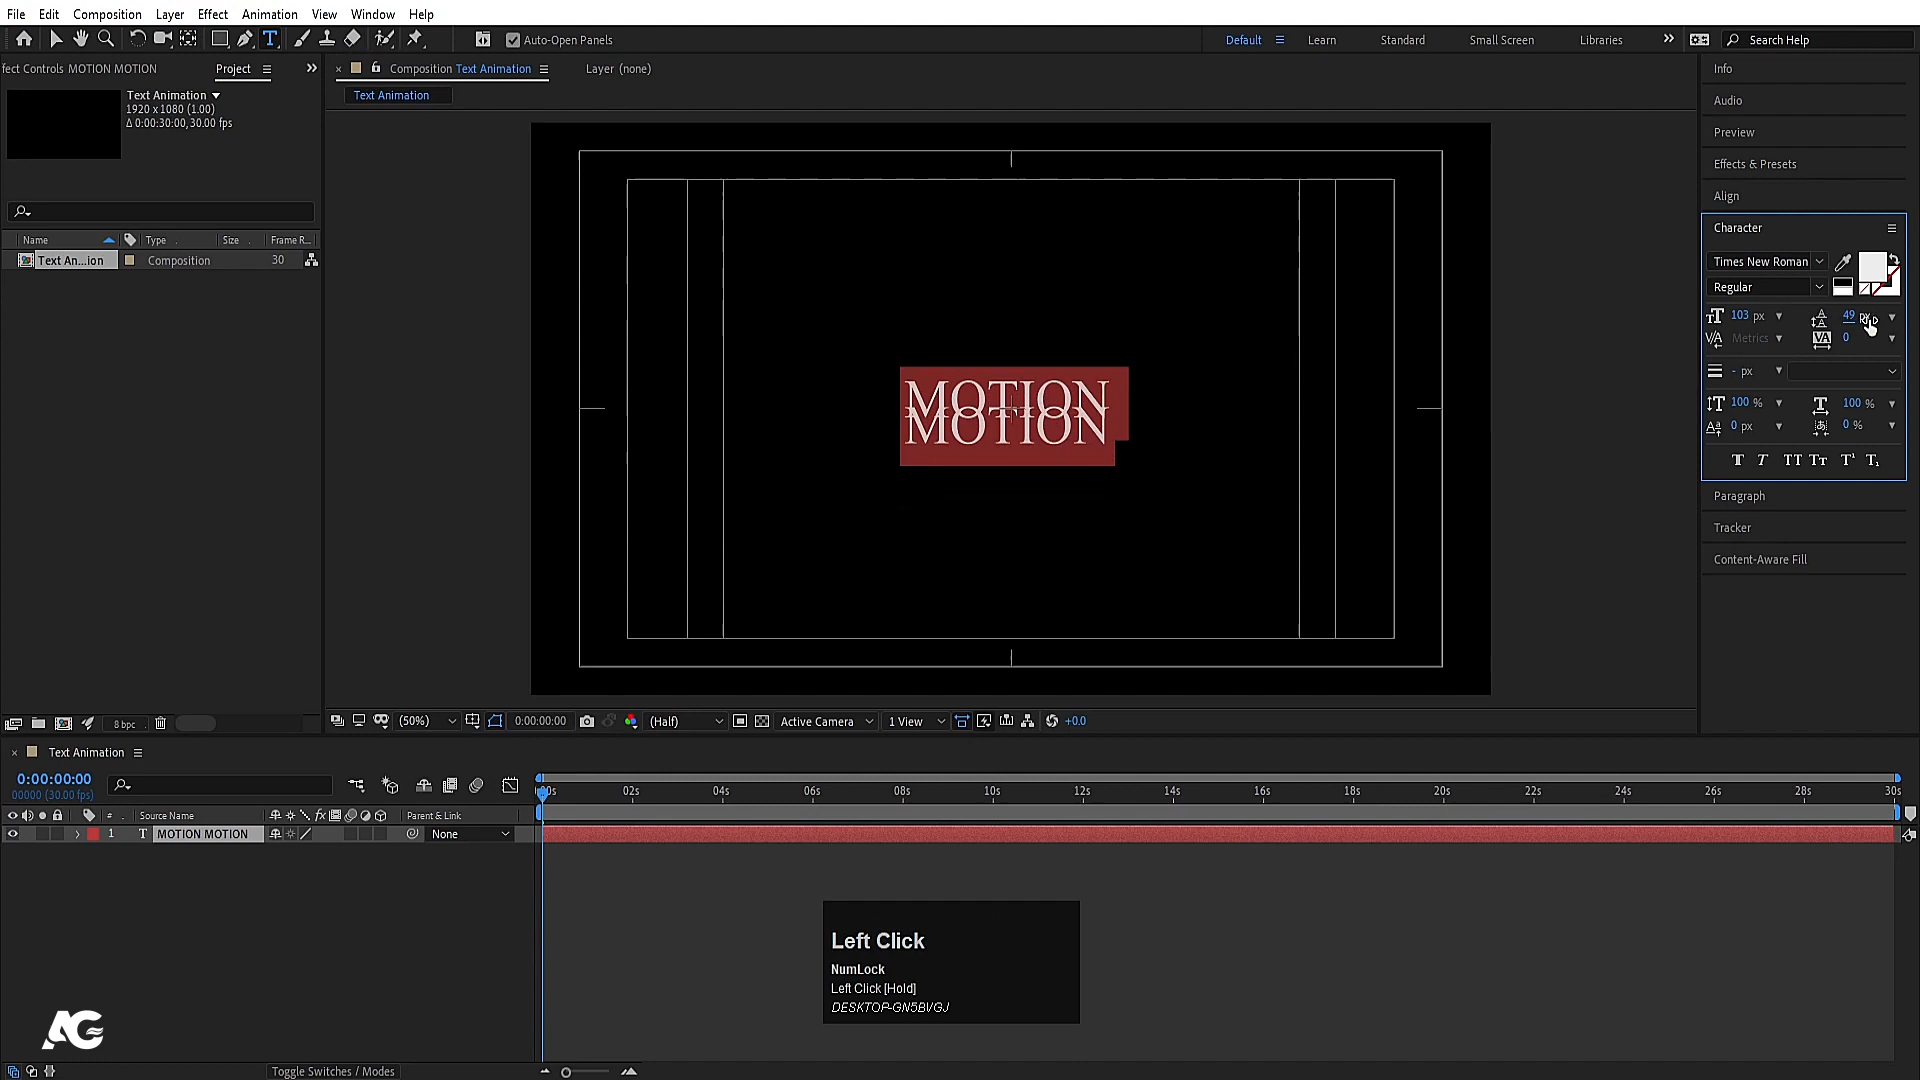 File Edit Composition Layer Effect Animation View Window Help
Auto-Open Panels
Default Learn Standard Small Screen Libraries Search Help
fect Controls MOTION MOTION Project
Composition Text Animation Layer (none)
Text Animation
Text Animation
1920 x 1080 (1.00)
Δ 0:00:30:00, 30.00 fps
Name Type Size Frame R...
Text An...ion Composition 30
MOTION
MOTION
Info
Audio
Preview
Effects & Presets
Align
Character
Times New Roman
Regular
103 px 49 px
Metrics 0
- px
100 % 100 %
0 px 0 %
Paragraph
Tracker
Content-Aware Fill
8 bpc
(50%) 0:00:00:00 (Half) Active Camera 1 View +0.0
Text Animation
0:00:00:00
00000 (30.00 fps)
02s 04s 06s 08s 10s 12s 14s 16s 18s 20s 22s 24s 26s 28s 30s
# Source Name fx Parent & Link
1 T MOTION MOTION None
Left Click
NumLock
Left Click [Hold]
DESKTOP-GN5BVGJ
AG
Toggle Switches / Modes